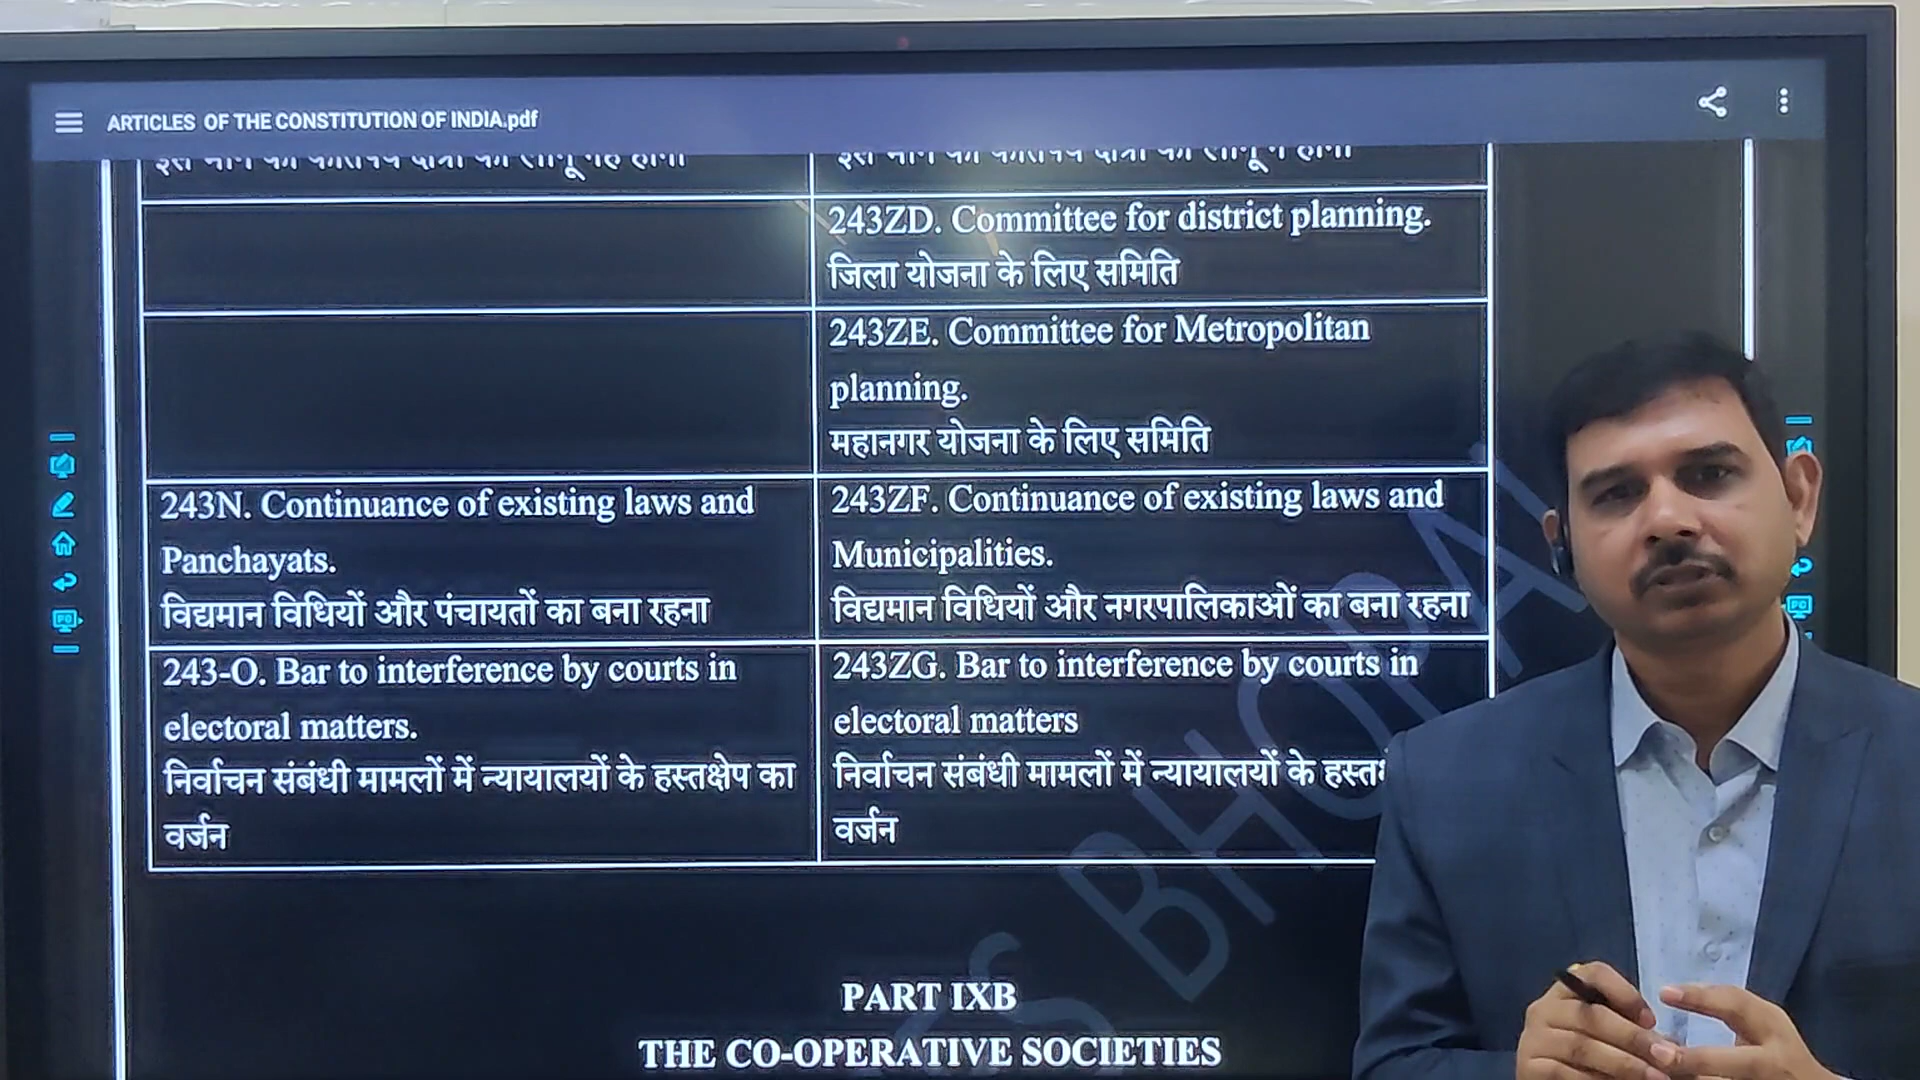 ARTICLES OF THE CONSTITUTION OF INDIA.pdf
243ZD. Committee for district planning.
जिला योजना के लिए समिति
243ZE. Committee for Metropolitan
planning.
महानगर योजना के लिए समिति
243N. Continuance of existing laws and
Panchayats.
विद्यमान विधियों और पंचायतों का बना रहना
243ZF. Continuance of existing laws and
Municipalities.
विद्यमान विधियों और नगरपालिकाओं का बना रहना
243-O. Bar to interference by courts in
electoral matters.
निर्वाचन संबंधी मामलों में न्यायालयों के हस्तक्षेप का
वर्जन
243ZG. Bar to interference by courts in
electoral matters
निर्वाचन संबंधी मामलों में न्यायालयों के
वर्जन
PART IXB
THE CO-OPERATIVE SOCIETIES